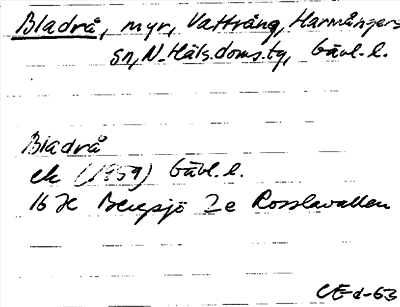 Bladrå, myr, Vattrång, Harmångers
sn, N. Häls. doms. tg, Gävl. l.
Bladrå
ek (1959) Gävl. l.
16 H Bergsjö 2e Rosslavallen
CE-d-63